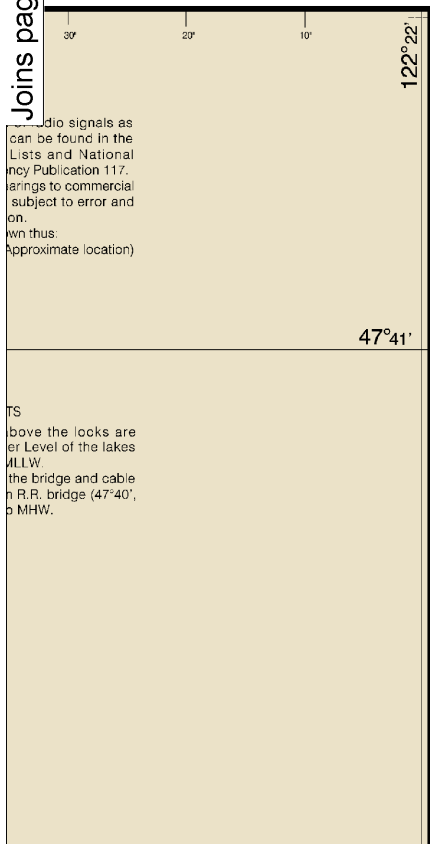 Joins pag
30"
20"
10"
122°22'
radio signals as
can be found in the
Lists and National
ncy Publication 117.
arings to commercial
subject to error and
on.
wn thus:
Approximate location)
47°41'
TS
above the locks are
er Level of the lakes
MLLW.
the bridge and cable
n R.R. bridge (47°40',
o MHW.